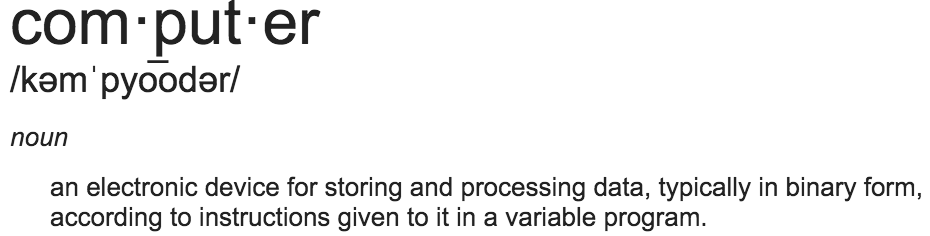 com·put·er
/kəmˈpyo͞odər/
noun
an electronic device for storing and processing data, typically in binary form,
according to instructions given to it in a variable program.